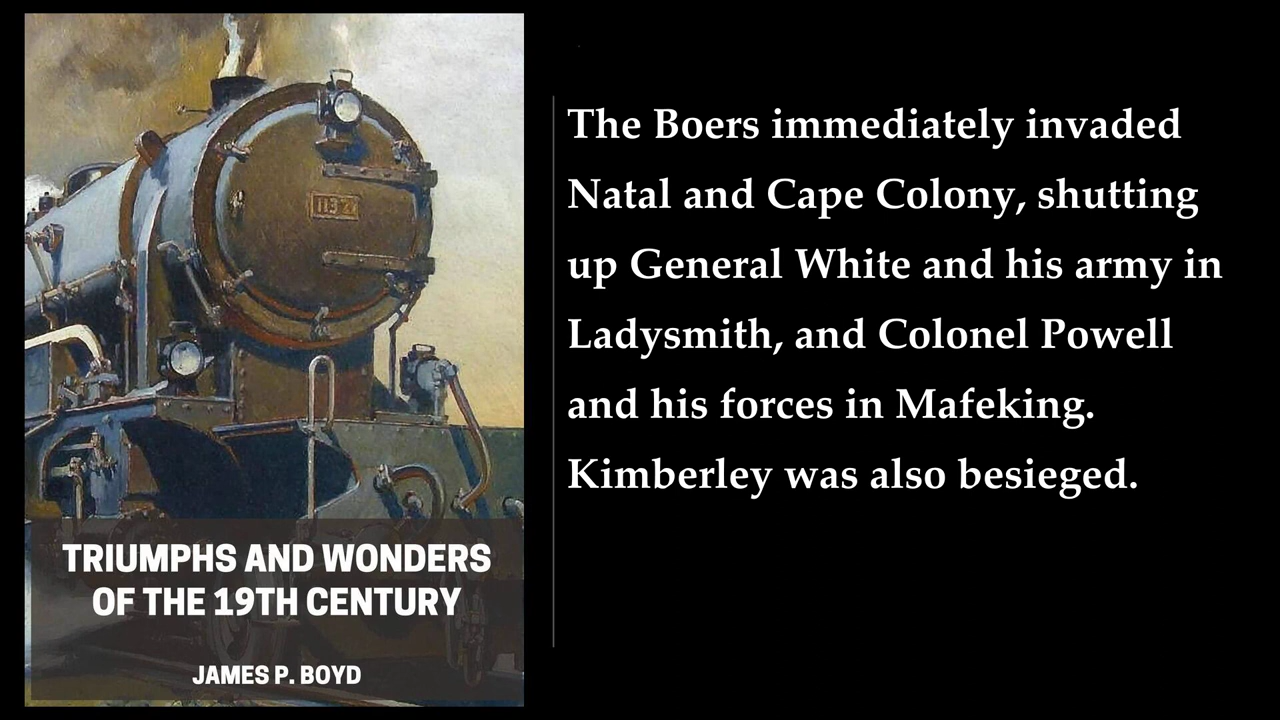 The Boers immediately invaded
Natal and Cape Colony, shutting
up General White and his army in
Ladysmith, and Colonel Powell
and his forces in Mafeking.
Kimberley was also besieged.
TRIUMPHS AND WONDERS
OF THE 19TH CENTURY
JAMES P. BOYD